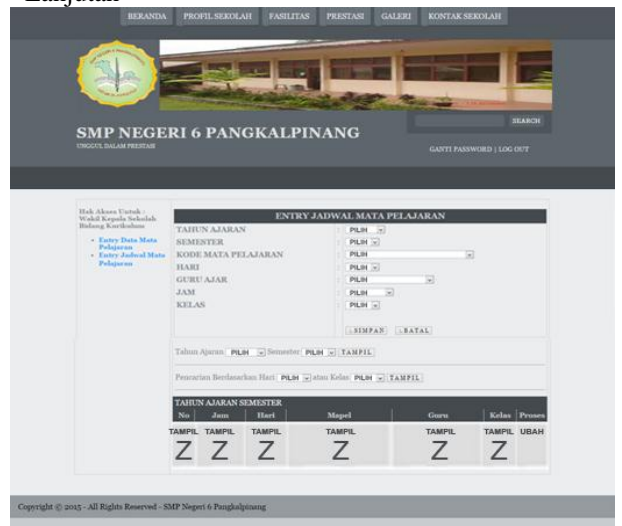 Lanjutan
BERANDA PROFIL SEKOLAH FASILITAS PRESTASI GALERI KONTAK SEKOLAH
SMP NEGERI 6 PANGKALPINANG
UNGGUL DALAM PRESTASI
SEARCH
GANTI PASSWORD | LOG OUT
Hak Akses Untuk :
Wakil Kepala Sekolah
Bidang Kurikulum
Entry Data Mata
Pelajaran
Entry Jadwal Mata
Pelajaran
ENTRY JADWAL MATA PELAJARAN
TAHUN AJARAN : PILIH
SEMESTER : PILIH
KODE MATA PELAJARAN : PILIH
HARI : PILIH
GURU AJAR : PILIH
JAM : PILIH
KELAS : PILIH
SIMPAN BATAL
Tahun Ajaran PILIH Semester PILIH TAMPIL
Pencarian Berdasarkan Hari PILIH atau Kelas PILIH TAMPIL
TAHUN AJARAN SEMESTER
No Jam Hari Mapel Guru Kelas Proses
TAMPIL TAMPIL TAMPIL TAMPIL TAMPIL TAMPIL UBAH
Z Z Z Z Z Z
Copyright © 2015 - All Rights Reserved - SMP Negeri 6 Pangkalpinang